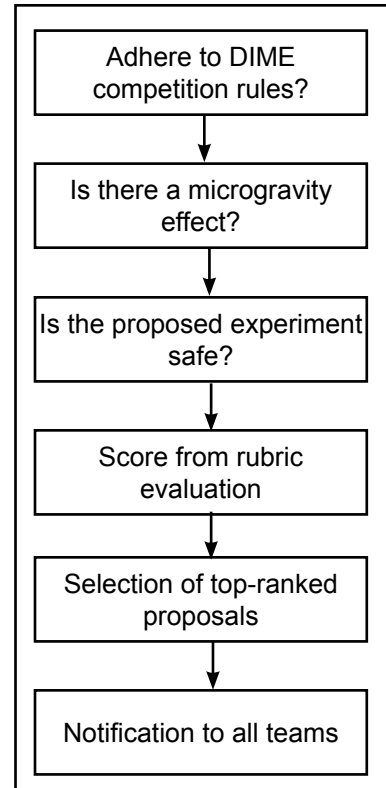 Adhere to DIME
competition rules?
Is there a microgravity
effect?
Is the proposed experiment
safe?
Score from rubric
evaluation
Selection of top-ranked
proposals
Notification to all teams